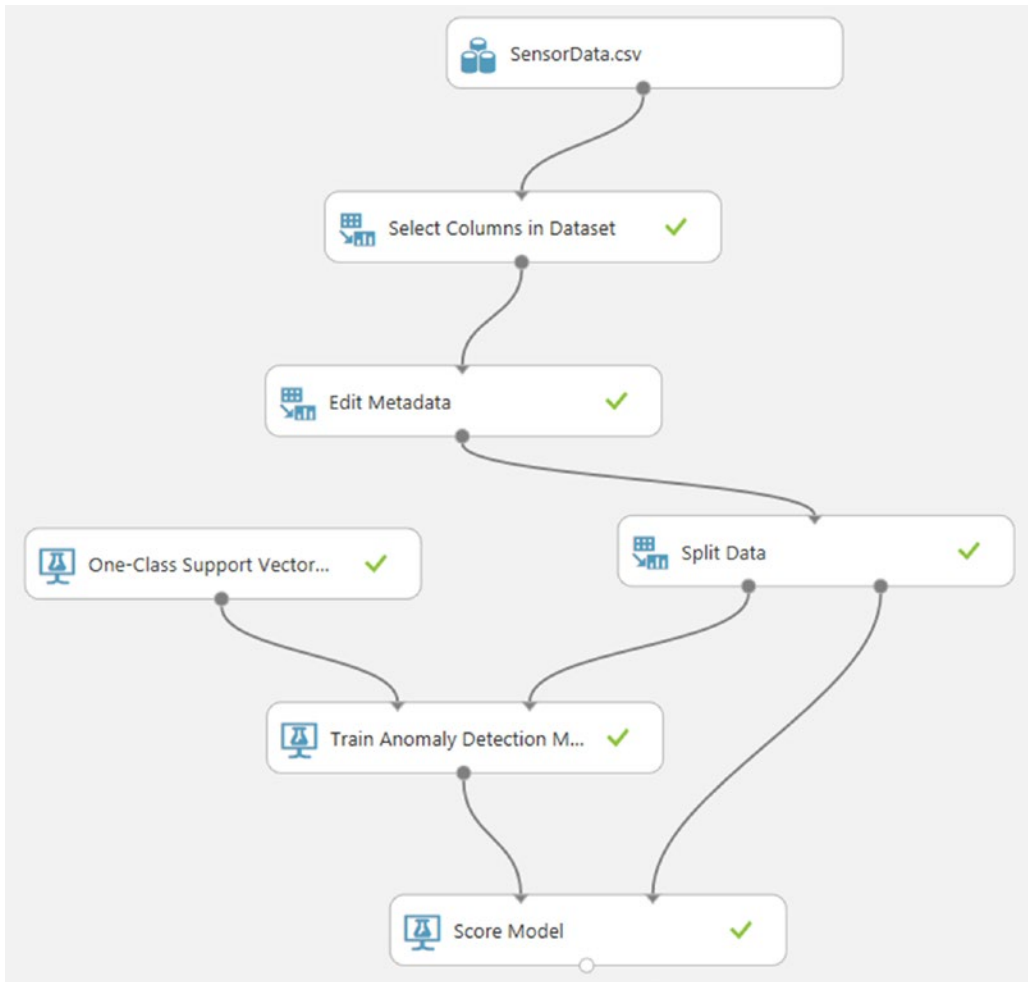 SensorData.csv
Select Columns in Dataset
Edit Metadata
Split Data
One-Class Support Vector...
Train Anomaly Detection M...
Score Model